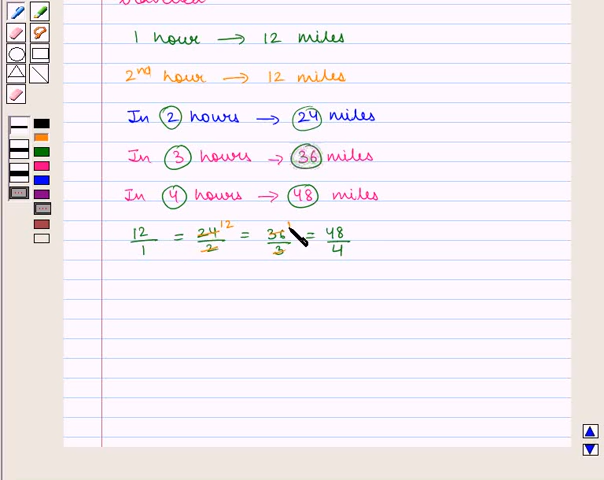 1 hour → 12 miles
2nd hour → 12 miles
In 2 hours → 24 miles
In 3 hours → 36 miles
In 4 hours → 48 miles
12/1 = 24/2 12 = 36/3 1 = 48/4